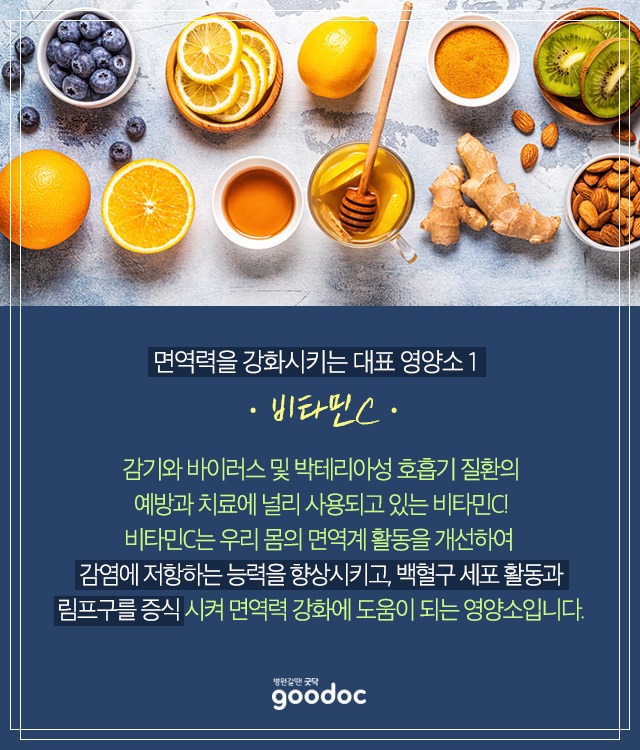 면역력을 강화시키는 대표 영양소 1
· 비타민C ·
감기와 바이러스 및 박테리아성 호흡기 질환의
예방과 치료에 널리 사용되고 있는 비타민C!
비타민C는 우리 몸의 면역계 활동을 개선하여
감염에 저항하는 능력을 향상시키고, 백혈구 세포 활동과
림프구를 증식 시켜 면역력 강화에 도움이 되는 영양소입니다.
병원갈땐 굿닥
goodoc